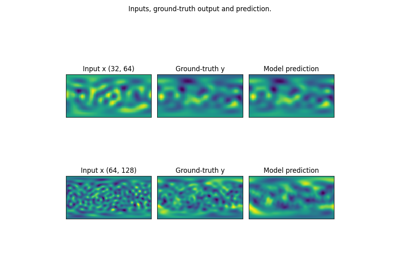 Inputs, ground-truth output and prediction.
Input x (32, 64) Ground-truth y Model prediction
Input x (64, 128) Ground-truth y Model prediction